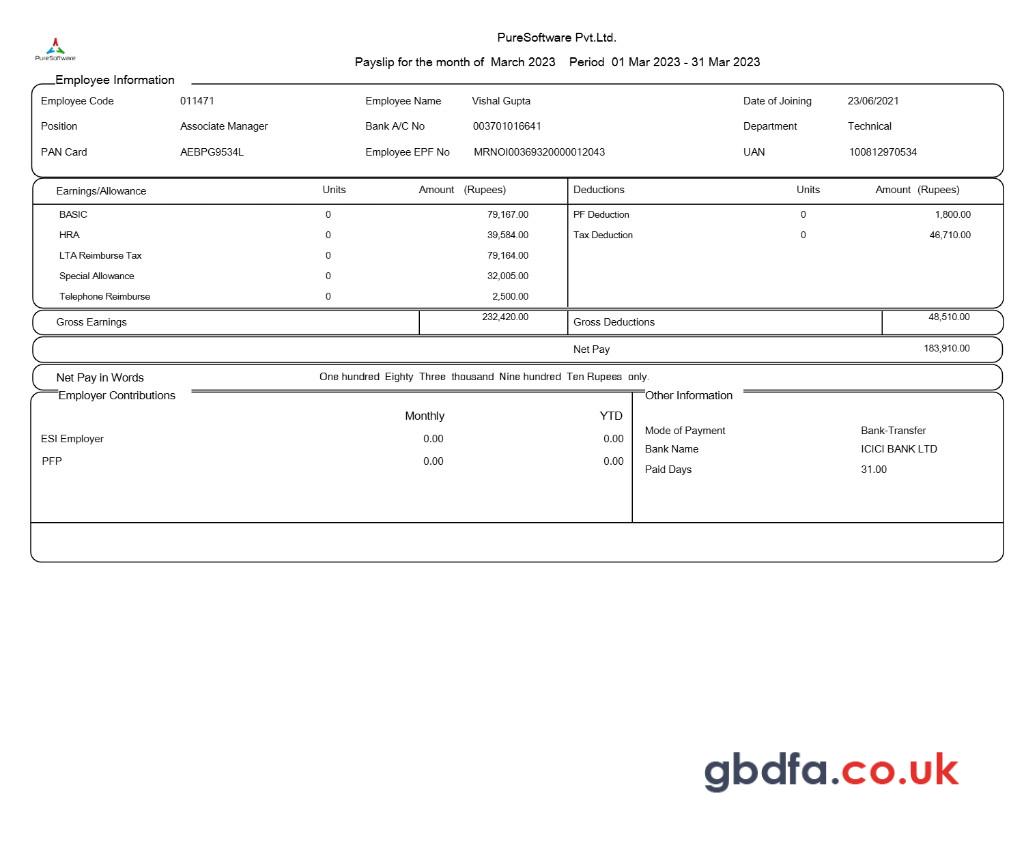 PureSoftware Pvt.Ltd.
PureSoftware
Payslip for the month of March 2023 Period 01 Mar 2023 - 31 Mar 2023
Employee Information
Employee Code 011471 Employee Name Vishal Gupta Date of Joining 23/06/2021
Position Associate Manager Bank A/C No 003701016641 Department Technical
PAN Card AEBPG9534L Employee EPF No MRNOI00369320000012043 UAN 100812970534
Earnings/Allowance Units Amount (Rupees) Deductions Units Amount (Rupees)
BASIC 0 79,167.00 PF Deduction 0 1,800.00
HRA 0 39,584.00 Tax Deduction 0 46,710.00
LTA Reimburse Tax 0 79,164.00
Special Allowance 0 32,005.00
Telephone Reimburse 0 2,500.00
Gross Earnings 232,420.00 Gross Deductions 48,510.00
Net Pay 183,910.00
Net Pay in Words One hundred Eighty Three thousand Nine hundred Ten Rupees only.
Employer Contributions Other Information
Monthly YTD
ESI Employer 0.00 0.00
PFP 0.00 0.00
Mode of Payment Bank-Transfer
Bank Name ICICI BANK LTD
Paid Days 31.00
gbdfa.co.uk